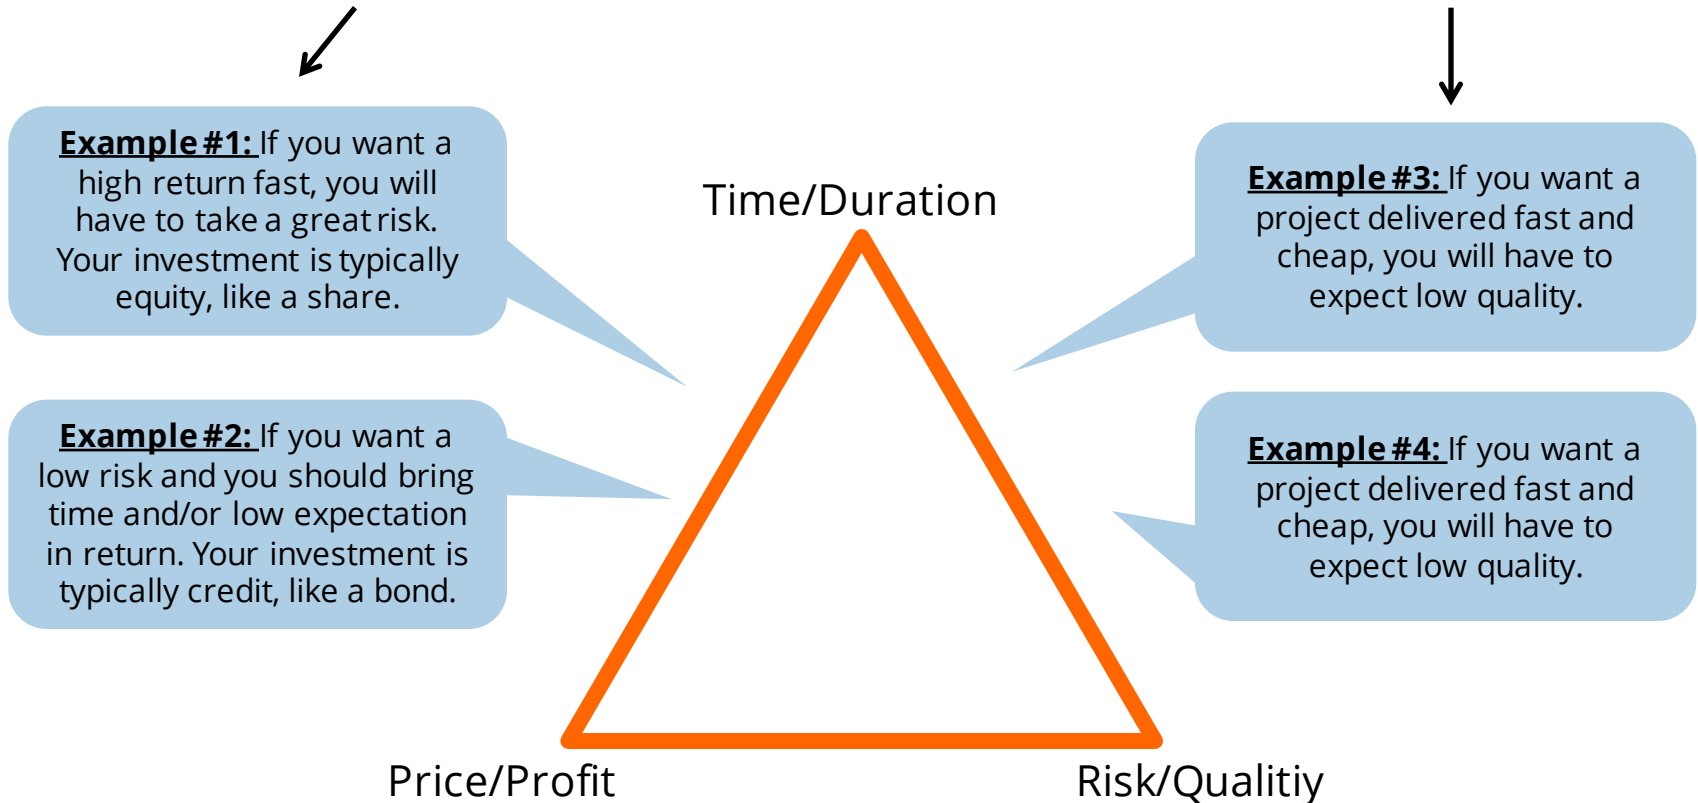 Example #1: If you want a
high return fast, you will
have to take a great risk.
Your investment is typically
equity, like a share.
Example #2: If you want a
low risk and you should bring
time and/or low expectation
in return. Your investment is
typically credit, like a bond.
Time/Duration
Example #3: If you want a
project delivered fast and
cheap, you will have to
expect low quality.
Example #4: If you want a
project delivered fast and
cheap, you will have to
expect low quality.
Price/Profit
Risk/Qualitiy